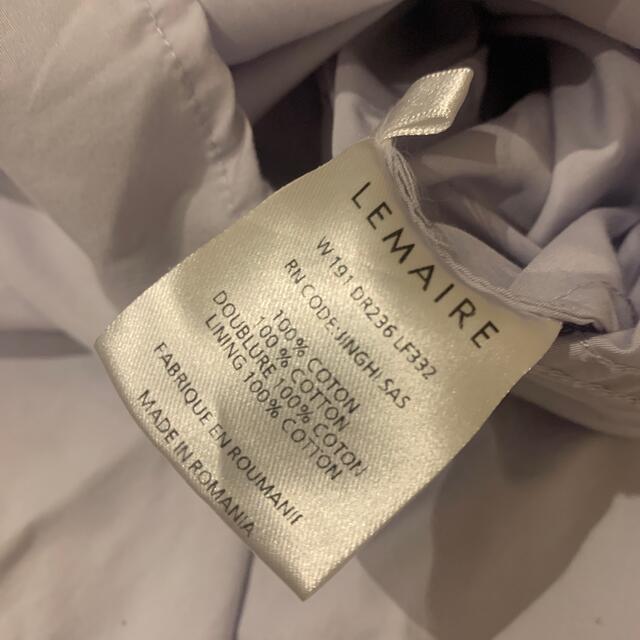 LEMAIRE
W 191 DR236 LF332
RN CODE: JINGHI SAS
100% COTON
100% COTTON
DOUBLURE 100% COTON
LINING 100% COTTON
FABRIQUE EN ROUMANIE
MADE IN ROMANIA